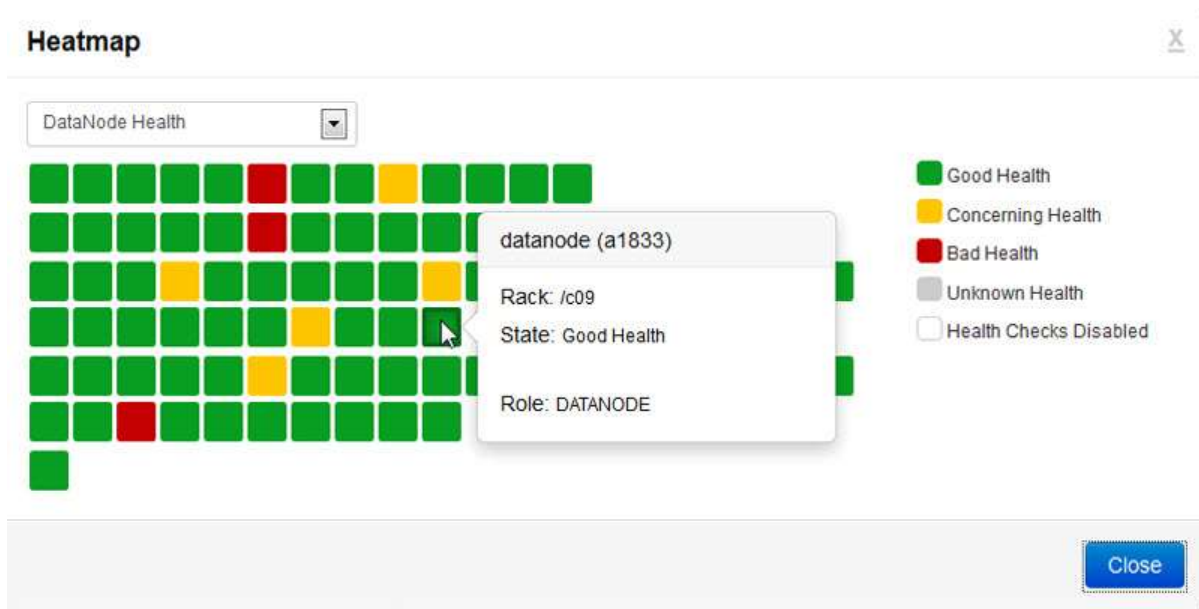 Heatmap
X
DataNode Health
Good Health
Concerning Health
Bad Health
Unknown Health
Health Checks Disabled
datanode (a1833)
Rack: /c09
State: Good Health
Role: DATANODE
Close